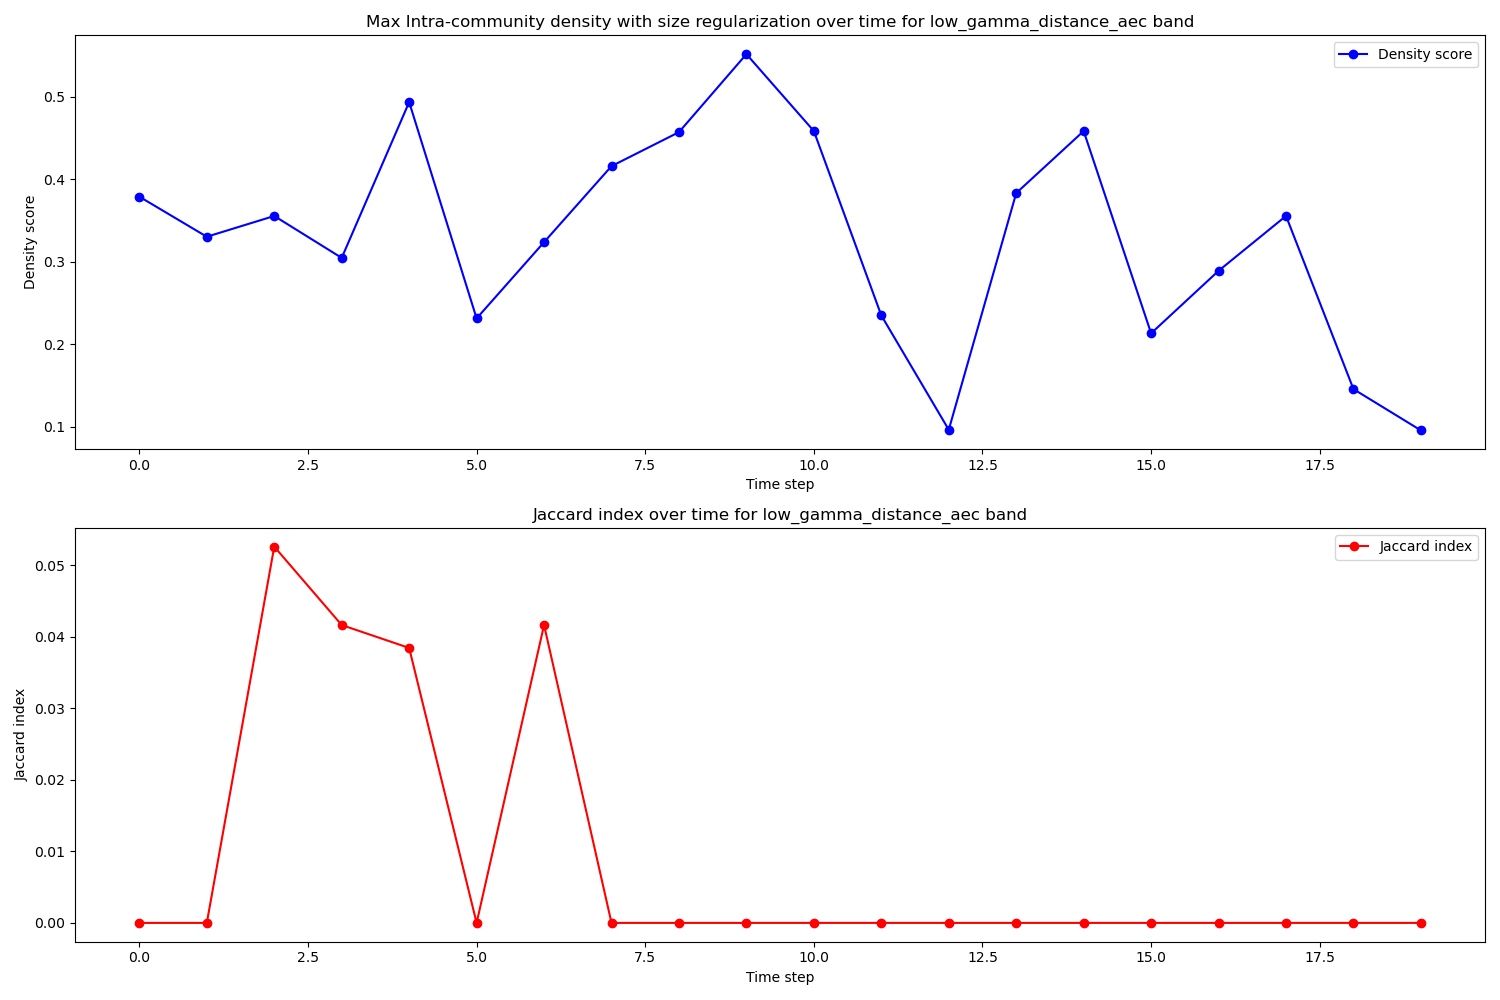 Max Intra-community density with size regularization over time for low_gamma_distance_aec band
Density score
Density score
0.5
0.4
0.3
0.2
0.1
0.0 2.5 5.0 7.5 10.0 12.5 15.0 17.5
Time step
Jaccard index over time for low_gamma_distance_aec band
Jaccard index
Jaccard index
0.05
0.04
0.03
0.02
0.01
0.00
0.0 2.5 5.0 7.5 10.0 12.5 15.0 17.5
Time step